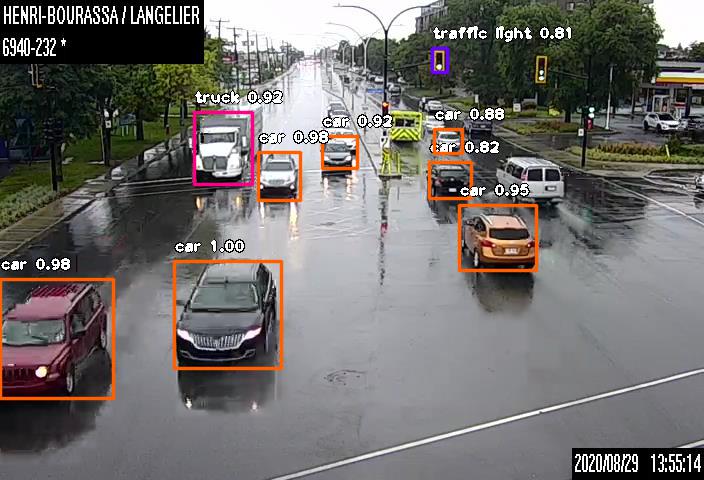 HENRI-BOURASSA / LANGELIER
6940-232 *
traffic light 0.81
truck 0.92
car 0.92
car 0.88
car 0.98
car 0.82
car 0.95
car 1.00
car 0.98
2020/08/29 13:55:14